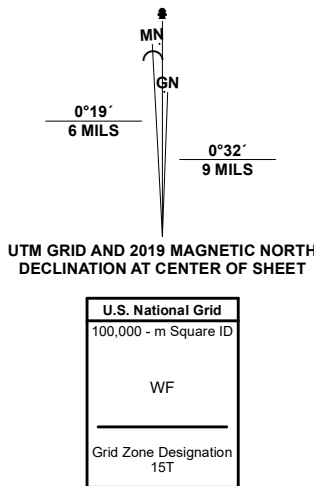 MN
GN
0°19´
6 MILS
0°32´
9 MILS
UTM GRID AND 2019 MAGNETIC NORTH
DECLINATION AT CENTER OF SHEET
U.S. National Grid
100,000 - m Square ID
WF
Grid Zone Designation
15T